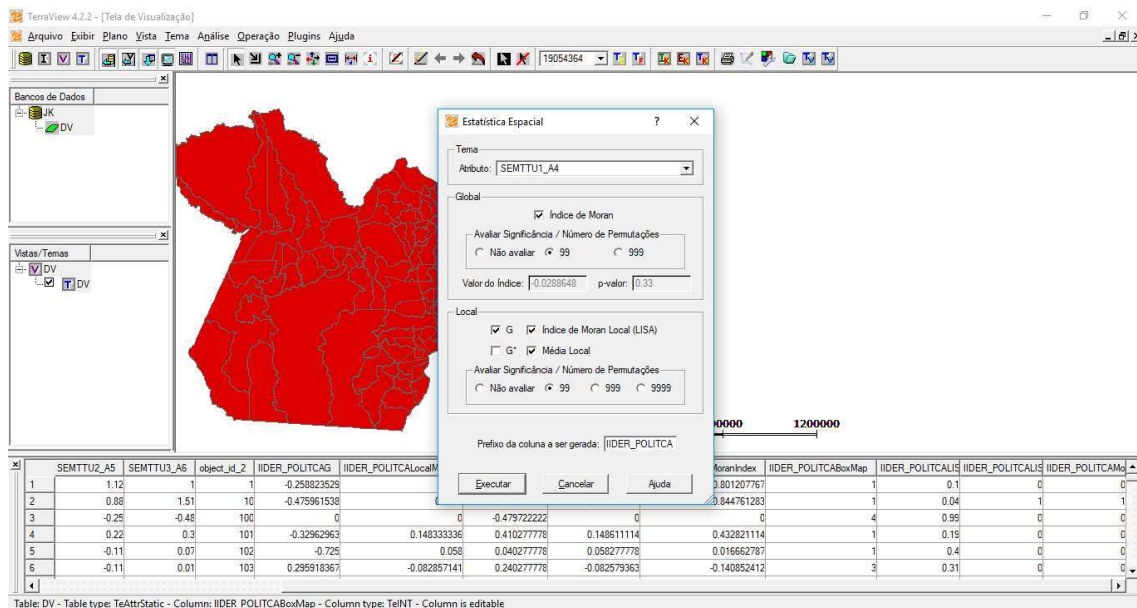 TerraView 4.2.2 - [Tela de Visualização]
Arquivo Exibir Plano Vista Tema Análise Operação Plugins Ajuda
19054364
Bancos de Dados
JK
DV
Vistas/Temas
DV
DV
Estatística Espacial
Tema
Atributo: SEMTTU1_A4
Global
Índice de Moran
Avaliar Significância / Número de Permutações
Não avaliar 99 999
Valor do Índice: -0.0288648 p-valor: 0.33
Local
G Índice de Moran Local (LISA)
G* Média Local
Avaliar Significância / Número de Permutações
Não avaliar 99 999 9999
Prefixo da coluna a ser gerada: IIDER_POLITCA
Executar Cancelar Ajuda
1200000
SEMTTU2_A5 SEMTTU3_A6 object_id_2 IIDER_POLITCAG IIDER_POLITCALocalM MoranIndex IIDER_POLITCABoxMap IIDER_POLITCALIS IIDER_POLITCALIS IIDER_POLITCAMo
1 1.12 1 1 -0.258823529 0.801207767 1 0.1 0 0
2 0.88 1.51 10 -0.475961538 0.844761283 1 0.04 1 1
3 -0.25 -0.48 100 0 0 -0.479722222 0 0 4 0.95 0 0
4 0.22 0.3 101 -0.32962963 0.148333336 0.410277778 0.148611114 0.432821114 1 0.19 0 0
5 -0.11 0.07 102 -0.725 0.058 0.040277778 0.058277778 0.016662787 1 0.4 0 0
6 -0.11 0.01 103 0.295918367 -0.082857141 0.240277778 -0.082579363 -0.140852412 3 0.31 0 0
Table: DV - Table type: TeAttrStatic - Column: IIDER_POLITCABoxMap - Column type: TeINT - Column is editable